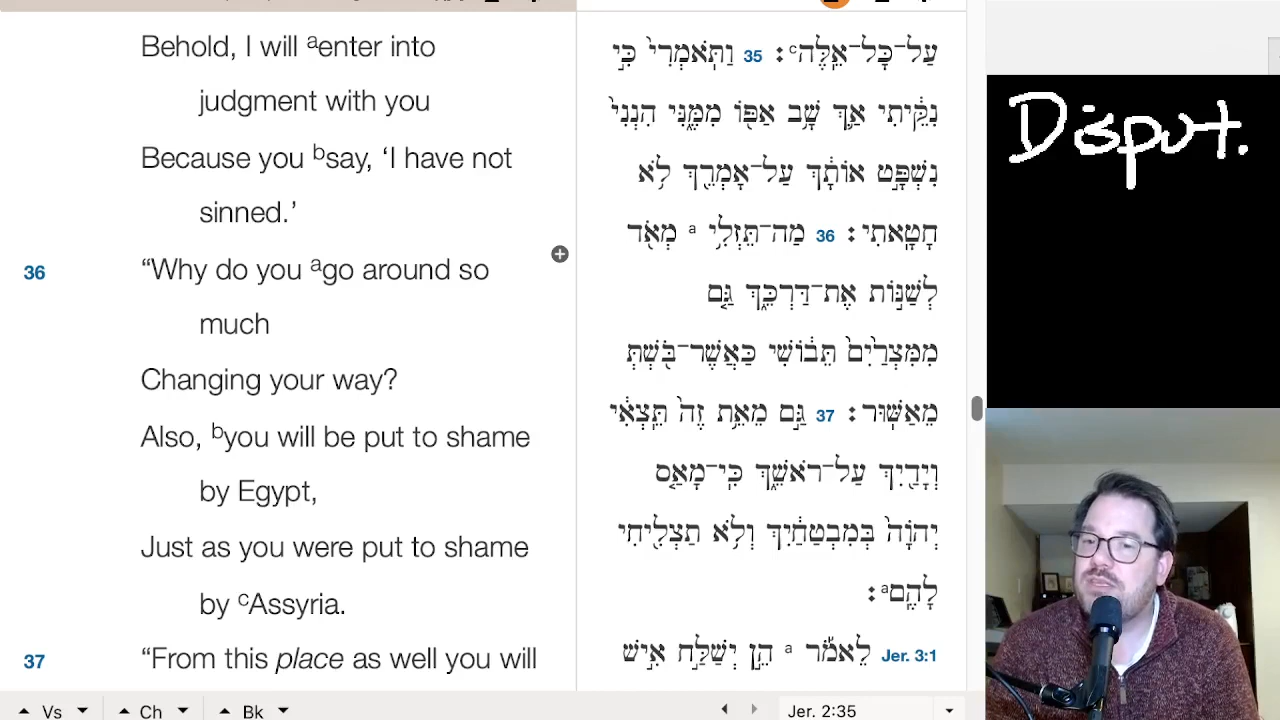 Behold, I will aenter into
judgment with you
Because you bsay, ‘I have not
sinned.’
36 “Why do you ago around so
much
Changing your way?
Also, byou will be put to shame
by Egypt,
Just as you were put to shame
by cAssyria.
37 “From this place as well you will
עַל־כָּל־אֵֽלֶּה c׃ 35 וַתֹּֽאמְרִי֙ כִּ֣י
נִקֵּ֔יתִי אַ֛ךְ שָׁ֥ב אַפּ֖וֹ מִמֶּ֑נִּי הִנְנִי֙
נִשְׁפָּ֣ט אוֹתָ֔ךְ עַל־אָמְרֵ֖ךְ לֹ֥א
חָטָֽאתִי׃ 36 מַה־תֵּזְלִ֥י a מְאֹ֖ד
לְשַׁנּ֣וֹת אֶת־דַּרְכֵּ֑ךְ גַּ֤ם
מִמִּצְרַ֙יִם֙ תֵּב֔וֹשִׁי כַּאֲשֶׁר־בֹּ֖שְׁתְּ
מֵאַשּֽׁוּר׃ 37 גַּ֣ם מֵאֵ֥ת זֶה֙ תֵּֽצְאִ֔י
וְיָדַ֖יִךְ עַל־רֹאשֵׁ֑ךְ כִּֽי־מָאַ֤ס
יְהוָה֙ בְּמִבְטַחַ֔יִךְ וְלֹ֥א תַצְלִ֖יחִי
לָהֶֽם a׃
Jer. 3:1 לֵאמֹ֡ר a הֵ֣ן יְשַׁלַּ֣ח אִ֣ישׁ
Disput.
Vs Ch Bk Jer. 2:35